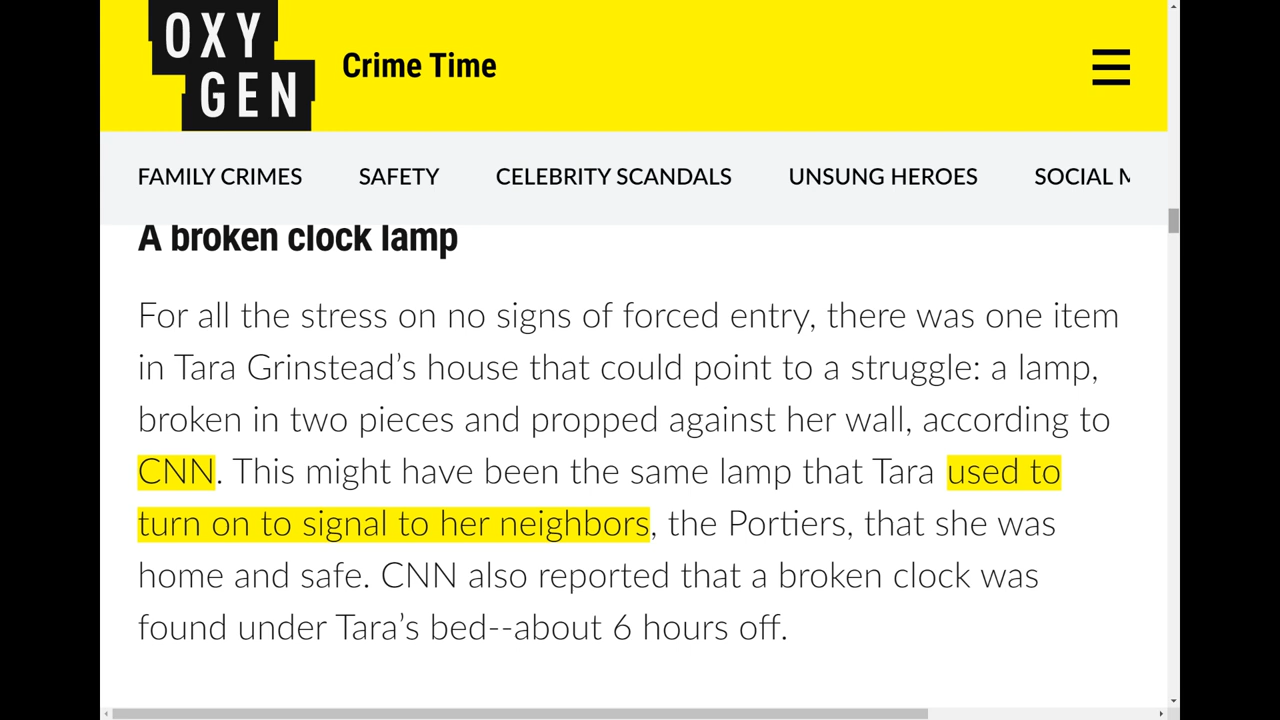 OXY
GEN
Crime Time
FAMILY CRIMES SAFETY CELEBRITY SCANDALS UNSUNG HEROES SOCIAL
A broken clock lamp
For all the stress on no signs of forced entry, there was one item
in Tara Grinstead’s house that could point to a struggle: a lamp,
broken in two pieces and propped against her wall, according to
CNN. This might have been the same lamp that Tara used to
turn on to signal to her neighbors, the Portiers, that she was
home and safe. CNN also reported that a broken clock was
found under Tara’s bed--about 6 hours off.